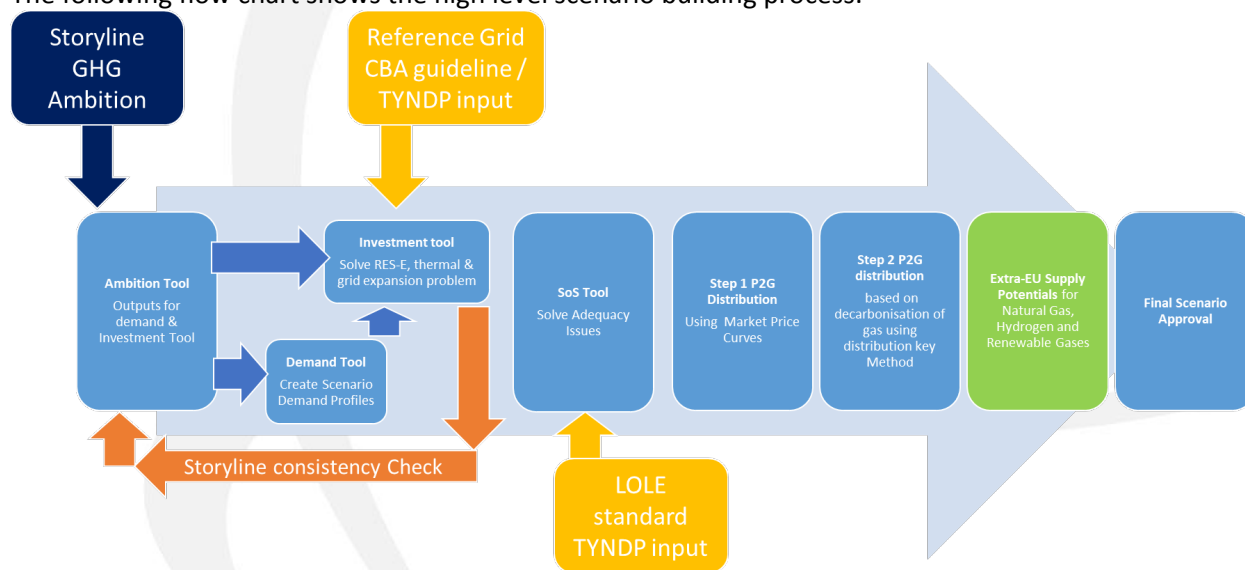 The following flow chart shows the high level scenario building process:
Storyline
GHG
Ambition
Reference Grid
CBA guideline /
TYNDP input
Ambition Tool
Outputs for
demand &
Investment Tool
Investment tool
Solve RES-E, thermal &
grid expansion problem
Demand Tool
Create Scenario
Demand Profiles
SoS Tool
Solve Adequacy
Issues
Step 1 P2G
Distribution
Using Market Price
Curves
Step 2 P2G
distribution
based on
decarbonisation of
gas using
distribution key
Method
Extra-EU Supply
Potentials for
Natural Gas,
Hydrogen and
Renewable Gases
Final Scenario
Approval
Storyline consistency Check
LOLE
standard
TYNDP input